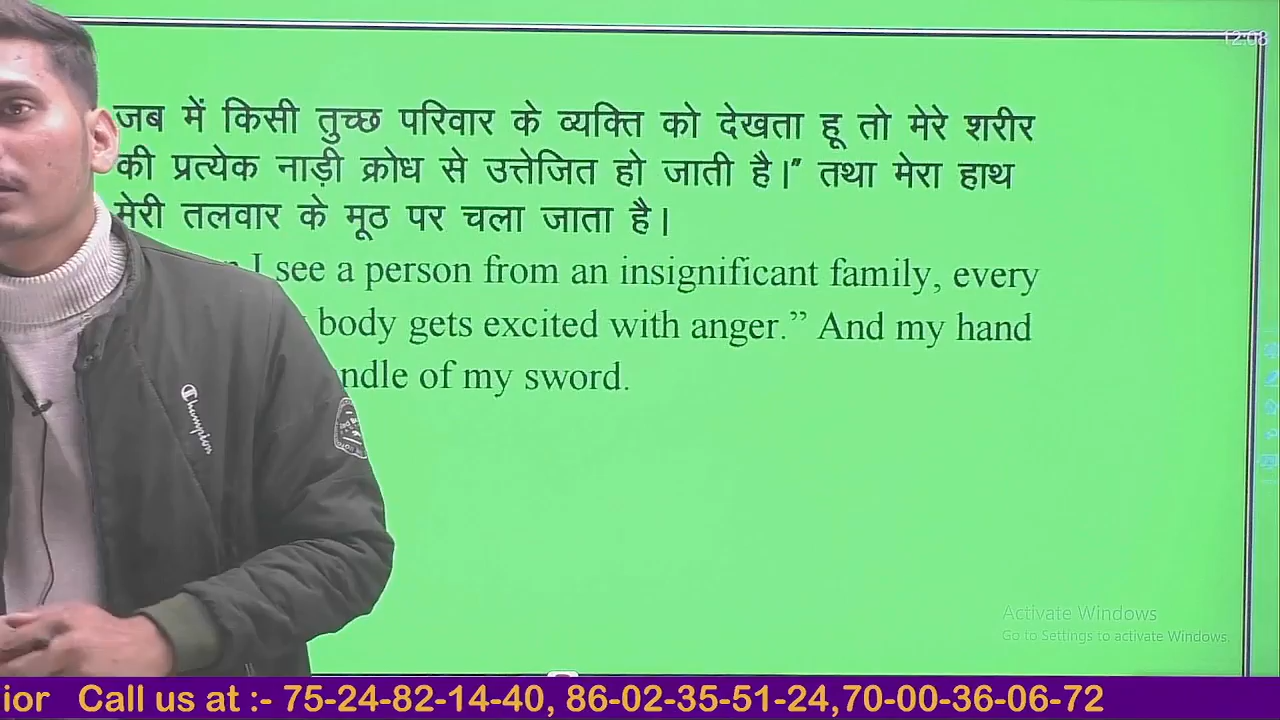 12:08
जब में किसी तुच्छ परिवार के व्यक्ति को देखता हू तो मेरे शरीर
की प्रत्येक नाड़ी क्रोध से उत्तेजित हो जाती है।” तथा मेरा हाथ
मेरी तलवार के मूठ पर चला जाता है।
I see a person from an insignificant family, every
body gets excited with anger.” And my hand
of my sword.
Champion
Activate Windows
Go to Settings to activate Windows.
Call us at :- 75-24-82-14-40, 86-02-35-51-24,70-00-36-06-72